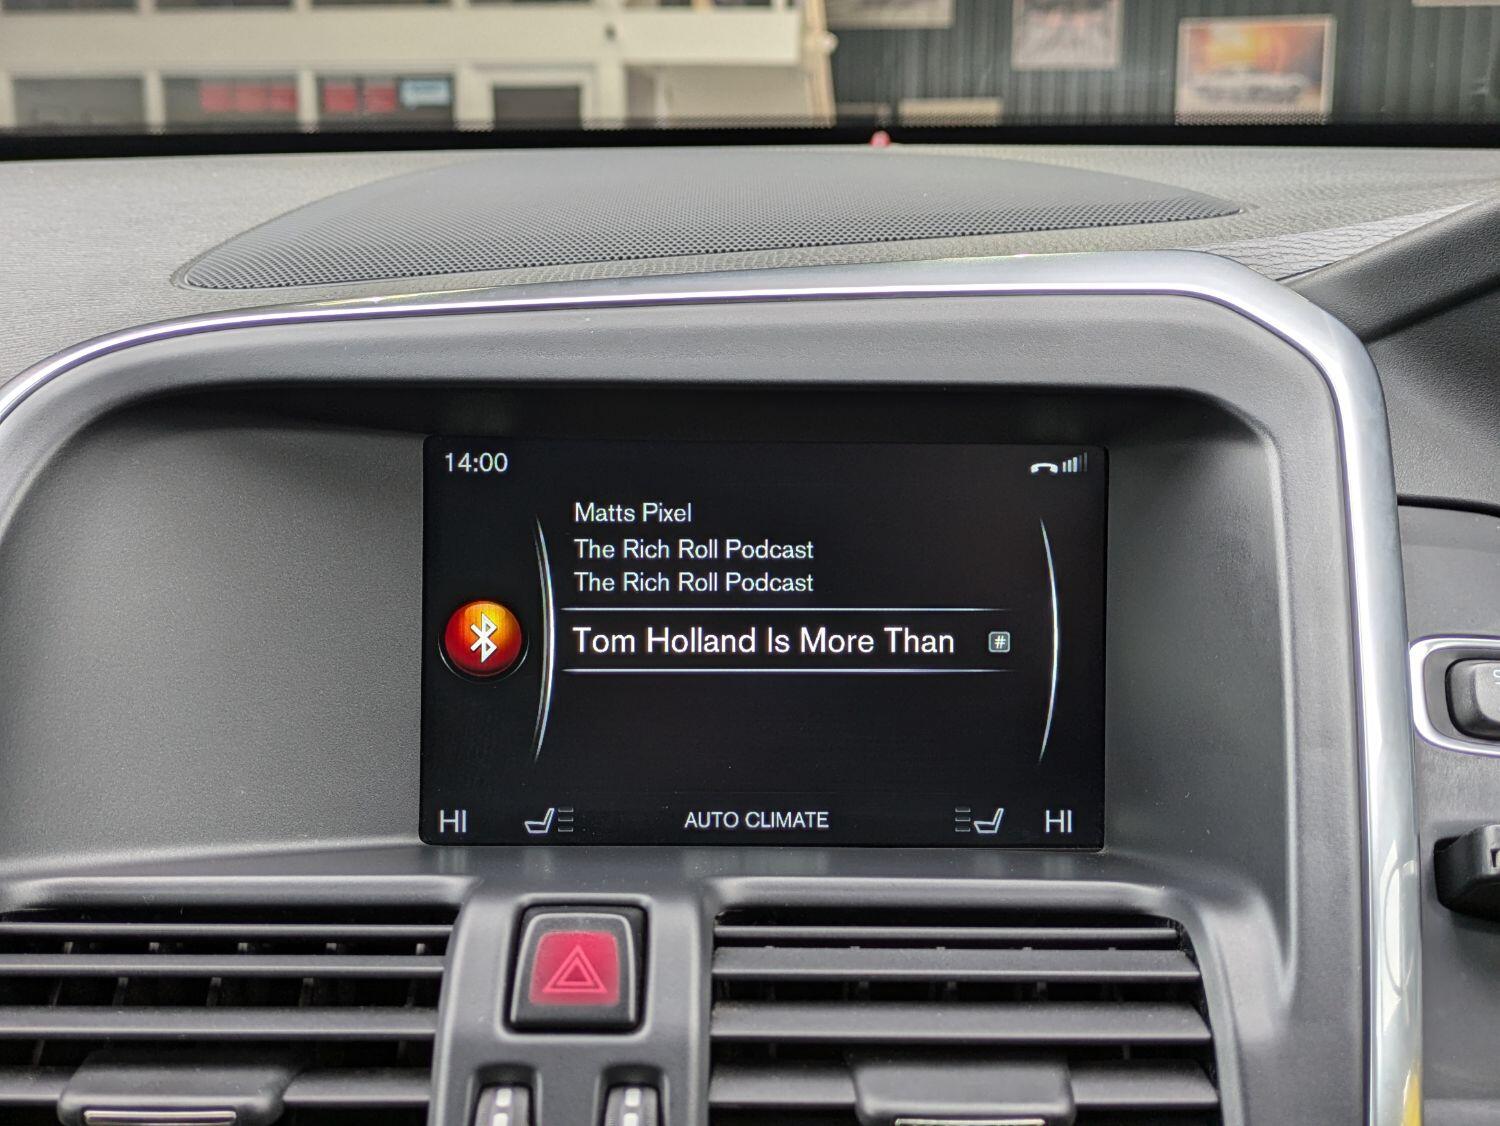 14:00
Matts Pixel
The Rich Roll Podcast
The Rich Roll Podcast
Tom Holland Is More Than #
HI AUTO CLIMATE HI